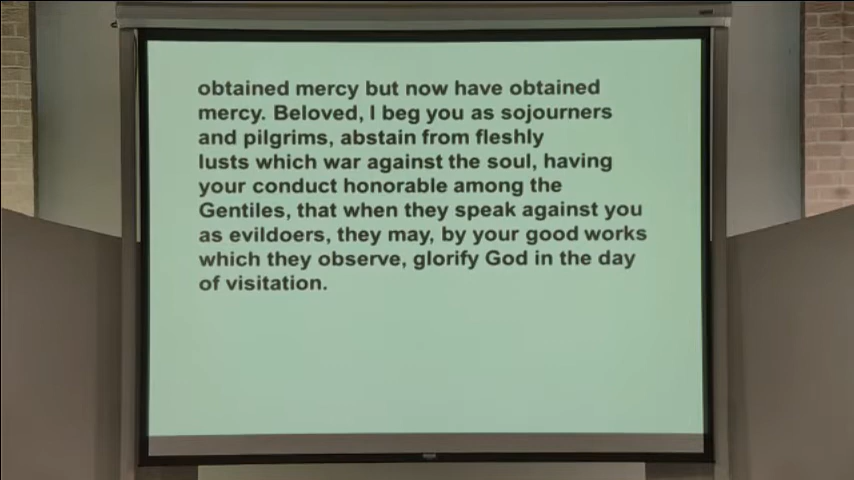 obtained mercy but now have obtained
mercy. Beloved, I beg you as sojourners
and pilgrims, abstain from fleshly
lusts which war against the soul, having
your conduct honorable among the
Gentiles, that when they speak against you
as evildoers, they may, by your good works
which they observe, glorify God in the day
of visitation.